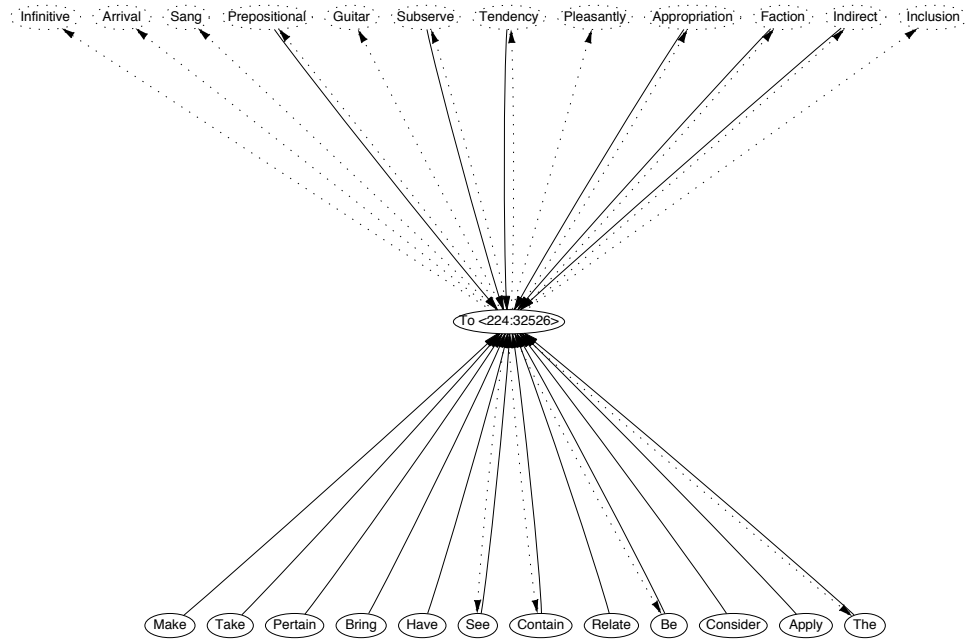 Infinitive Arrival Sang Prepositional Guitar Subserve Tendency Pleasantly Appropriation Faction Indirect Inclusion
To <224:32526>
Make Take Pertain Bring Have See Contain Relate Be Consider Apply The